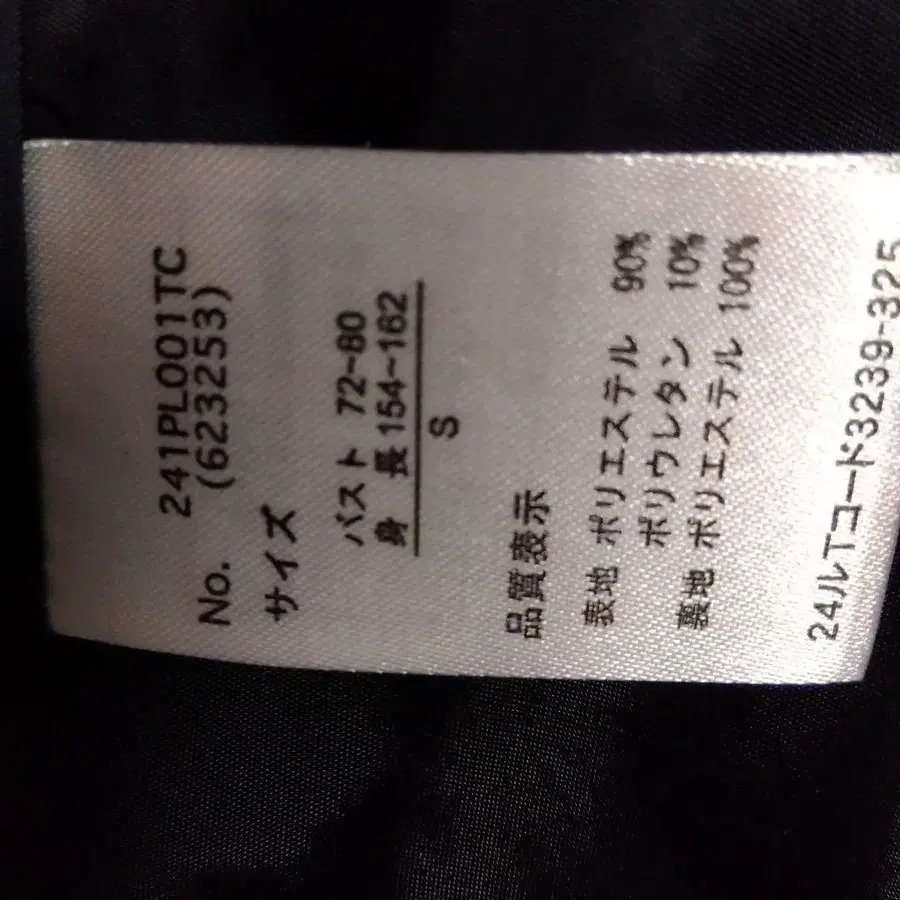 No. 241PL001TC
(623253)
サイズ
バスト 72~80
身 長 154~162
S
品質表示
表地 ポリエステル 90%
ポリウレタン 10%
裏地 ポリエステル 100%
24ルTコード3239-325